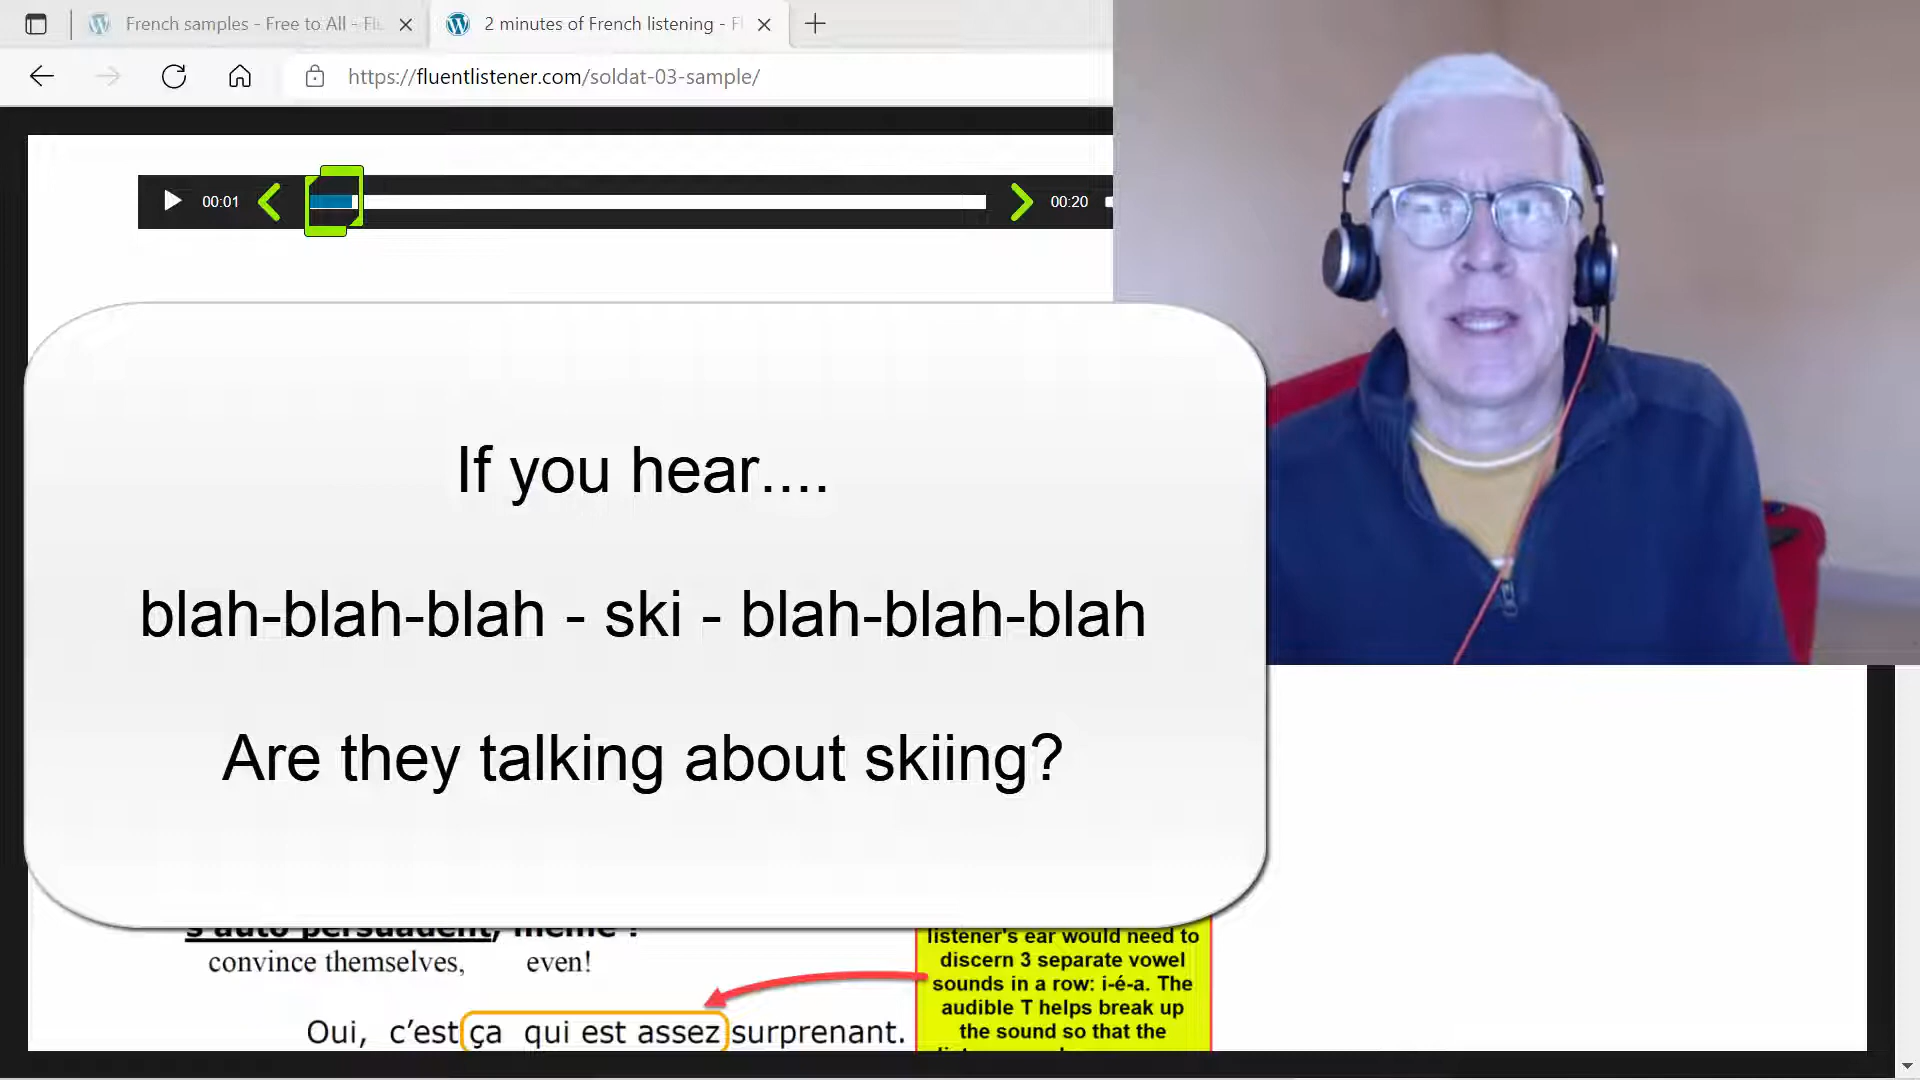 French samples - Free to All - Flu
2 minutes of French listening - Fl
https://fluentlistener.com/soldat-03-sample/
00:01
00:20
If you hear....
blah-blah-blah - ski - blah-blah-blah
Are they talking about skiing?
s'auto persuadent, même !
convince themselves, even!
Oui, c'est ça qui est assez surprenant.
listener's ear would need to
discern 3 separate vowel
sounds in a row: i-é-a. The
audible T helps break up
the sound so that the